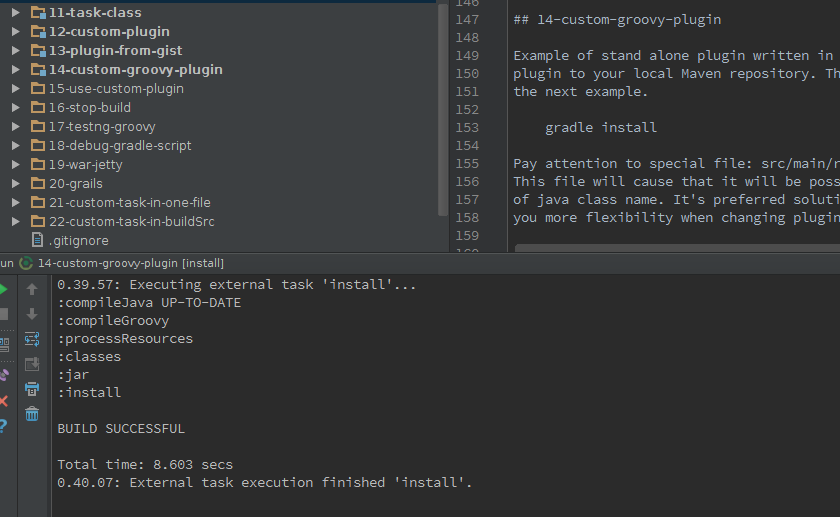 11-task-class
12-custom-plugin
13-plugin-from-gist
14-custom-groovy-plugin
15-use-custom-plugin
16-stop-build
17-testng-groovy
18-debug-gradle-script
19-war-jetty
20-grails
21-custom-task-in-one-file
22-custom-task-in-buildSrc
.gitignore
146
147 ## 14-custom-groovy-plugin
148
149 Example of stand alone plugin written in
150 plugin to your local Maven repository. Th
151 the next example.
152
153 gradle install
154
155 Pay attention to special file: src/main/r
156 This file will cause that it will be poss
157 of java class name. It's preferred soluti
158 you more flexibility when changing plugin
159
160
un 14-custom-groovy-plugin [install]
0.39.57: Executing external task 'install'...
:compileJava UP-TO-DATE
:compileGroovy
:processResources
:classes
:jar
:install
BUILD SUCCESSFUL
Total time: 8.603 secs
0.40.07: External task execution finished 'install'.